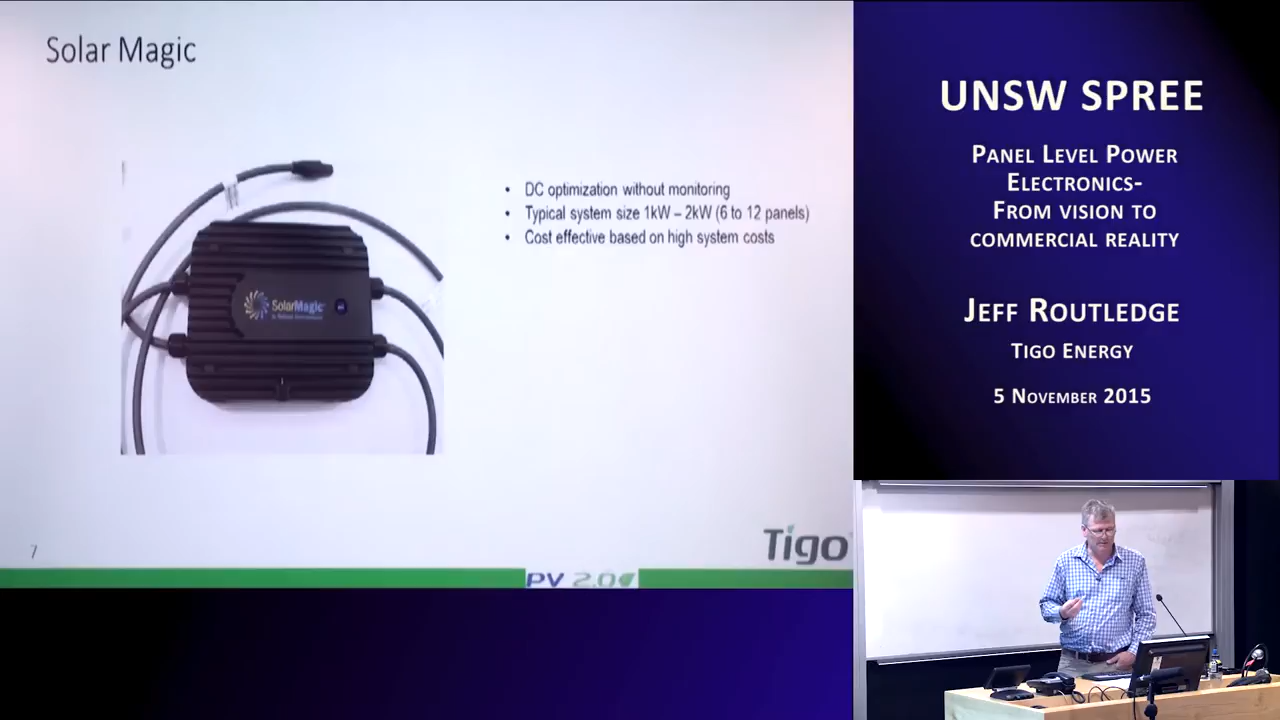 Solar Magic
SolarMagic
• DC optimization without monitoring
• Typical system size 1kW – 2kW (6 to 12 panels)
• Cost effective based on high system costs
7
Tigo
PV 2.0
UNSW SPREE
PANEL LEVEL POWER
ELECTRONICS-
FROM VISION TO
COMMERCIAL REALITY
JEFF ROUTLEDGE
TIGO ENERGY
5 NOVEMBER 2015